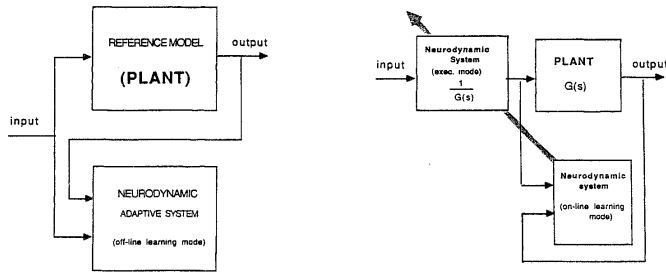 REFERENCE MODEL
(PLANT)
output
input
NEURODYNAMIC
ADAPTIVE SYSTEM
(off-line learning mode)
input
Neurodynamic
System
(exec. mode)
1
G(s)
PLANT
G(s)
output
Neurodynamic
system
(on-line learning
mode)